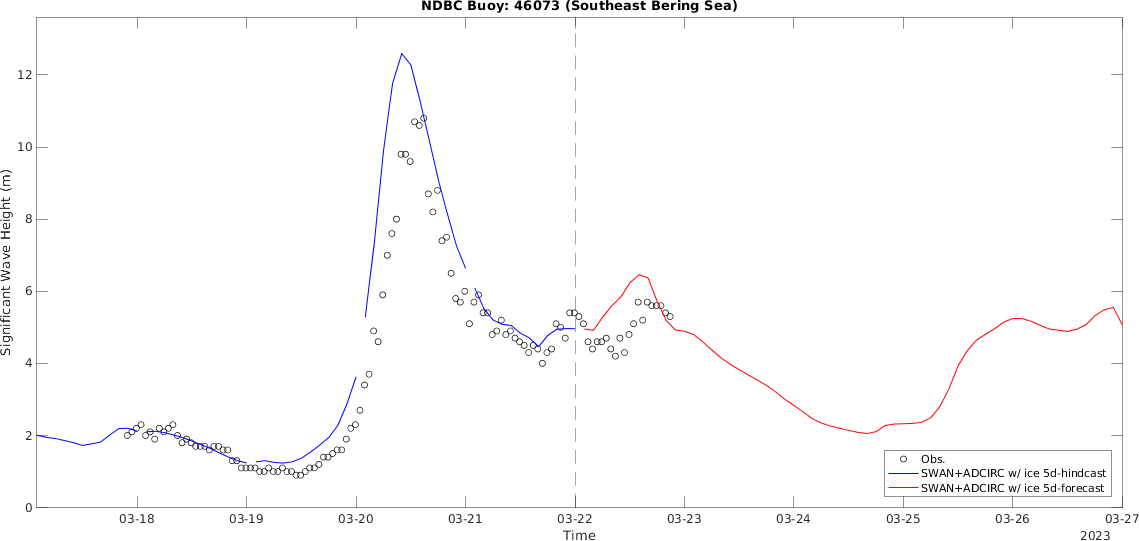 NDBC Buoy: 46073 (Southeast Bering Sea)
Significant Wave Height (m)
12
10
8
6
4
2
0
Obs.
SWAN+ADCIRC w/ ice 5d-hindcast
SWAN+ADCIRC w/ ice 5d-forecast
03-18 03-19 03-20 03-21 03-22 03-23 03-24 03-25 03-26 03-27
Time
2023